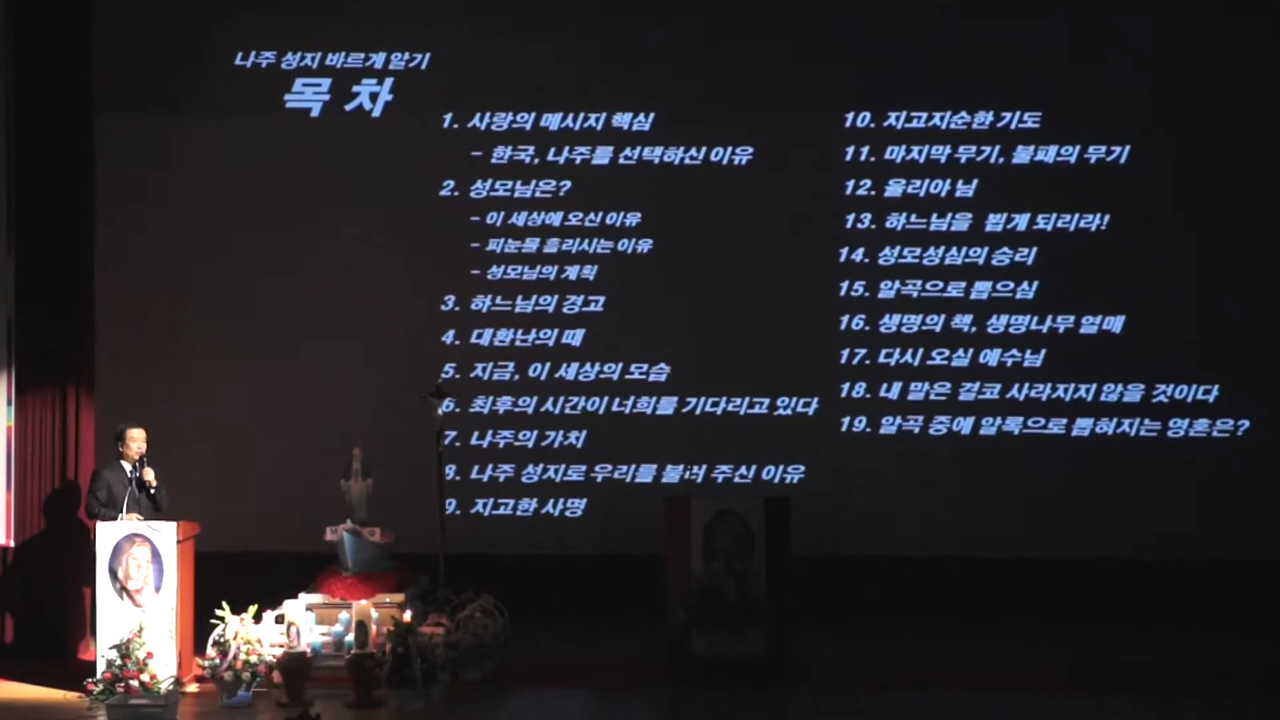 나주 성지 바르게 알기
목 차
1. 사랑의 메시지 핵심
- 한국, 나주를 선택하신 이유
2. 성모님은?
- 이 세상에 오신 이유
- 피눈물 흘리시는 이유
- 성모님의 계획
3. 하느님의 경고
4. 대환난의 때
5. 지금, 이 세상의 모습
6. 최후의 시간이 너희를 기다리고 있다
7. 나주의 가치
8. 나주 성지로 우리를 불러 주신 이유
9. 지고한 사명
10. 지고지순한 기도
11. 마지막 무기, 불패의 무기
12. 율리아 님
13. 하느님을 뵙게 되리라!
14. 성모성심의 승리
15. 알곡으로 뽑으심
16. 생명의 책, 생명나무 열매
17. 다시 오실 예수님
18. 내 말은 결코 사라지지 않을 것이다
19. 알곡 중에 알록으로 뽑혀지는 영혼은?